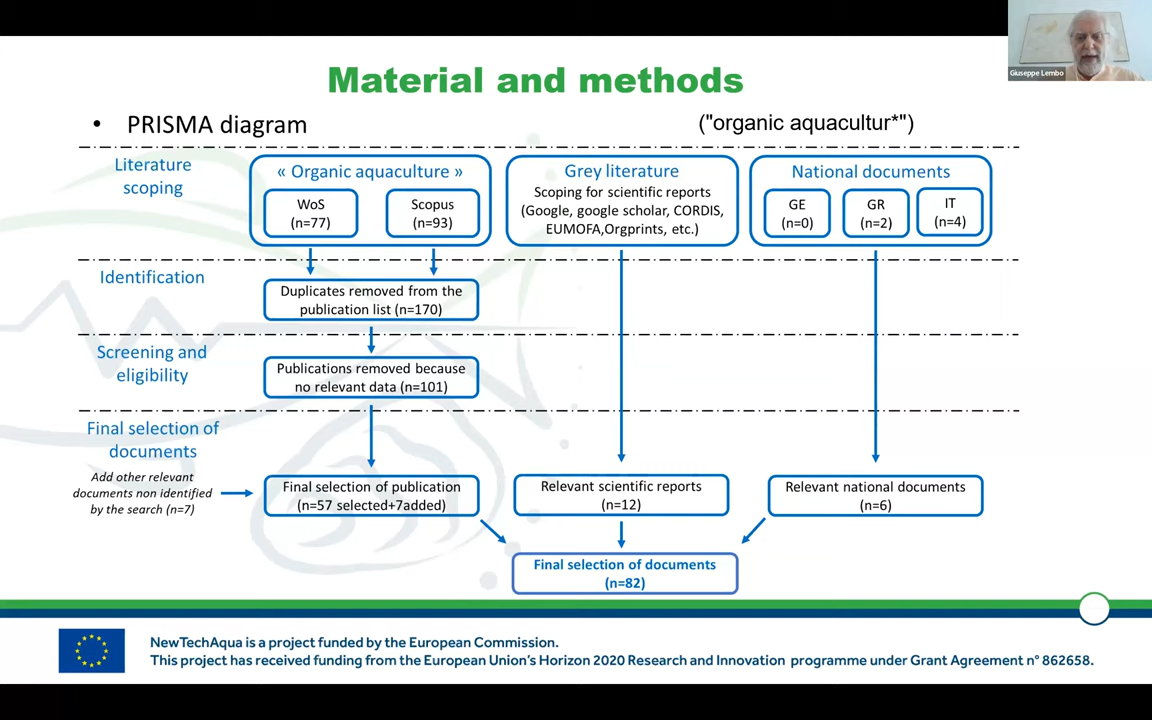 Material and methods
Giuseppe Lembo
• PRISMA diagram
("organic aquacultur*")
Literature
scoping
« Organic aquaculture »
WoS
(n=77)
Scopus
(n=93)
Grey literature
Scoping for scientific reports
(Google, google scholar, CORDIS,
EUMOFA,Orgprints, etc.)
National documents
GE
(n=0)
GR
(n=2)
IT
(n=4)
Identification
Duplicates removed from the
publication list (n=170)
Screening and
eligibility
Publications removed because
no relevant data (n=101)
Final selection of
documents
Add other relevant
documents non identified
by the search (n=7)
Final selection of publication
(n=57 selected+7added)
Relevant scientific reports
(n=12)
Relevant national documents
(n=6)
Final selection of documents
(n=82)
NewTechAqua is a project funded by the European Commission.
This project has received funding from the European Union's Horizon 2020 Research and Innovation programme under Grant Agreement n° 862658.